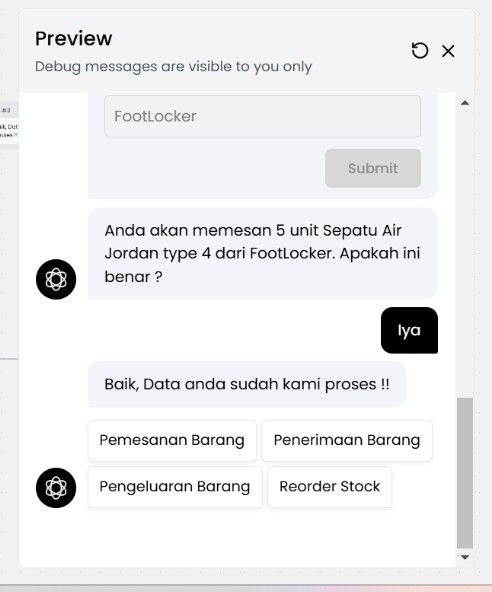 Preview
Debug messages are visible to you only
#3
FootLocker
Submit
Anda akan memesan 5 unit Sepatu Air
Jordan type 4 dari FootLocker. Apakah ini
benar ?
Iya
Baik, Data anda sudah kami proses !!
Pemesanan Barang
Penerimaan Barang
Pengeluaran Barang
Reorder Stock